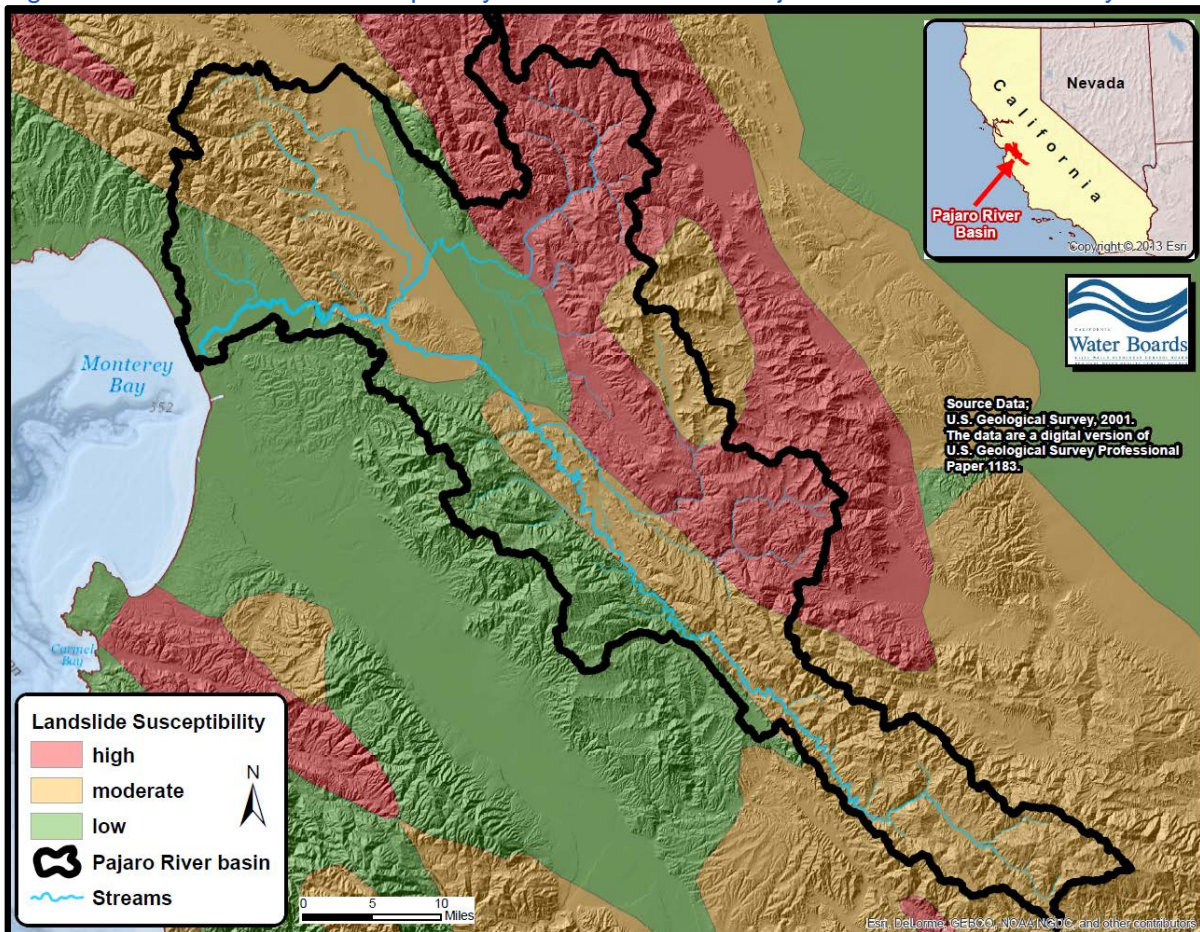 Nevada
California
Pajaro River
Basin
Copyright:© 2013 Esri
CALIFORNIA
Water Boards
Monterey
Bay
352
Source Data;
U.S. Geological Survey, 2001.
The data are a digital version of
U.S. Geological Survey Professional
Paper 1183.
Carmel
Bay
Landslide Susceptibility
high
moderate
low
Pajaro River basin
Streams
N
0 5 10
Miles
Esri, DeLorme, GEBCO, NOAA NGDC, and other contributors